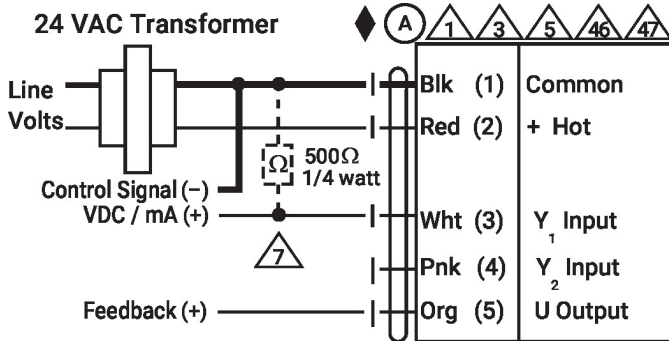 24 VAC Transformer
A 1 3 5 46 47
Line
Volts
Blk (1) Common
Red (2) + Hot
Ω 500Ω
1/4 watt
Control Signal (−)
VDC / mA (+)
Wht (3) Y1 Input
7
Pnk (4) Y2 Input
Feedback (+)
Org (5) U Output